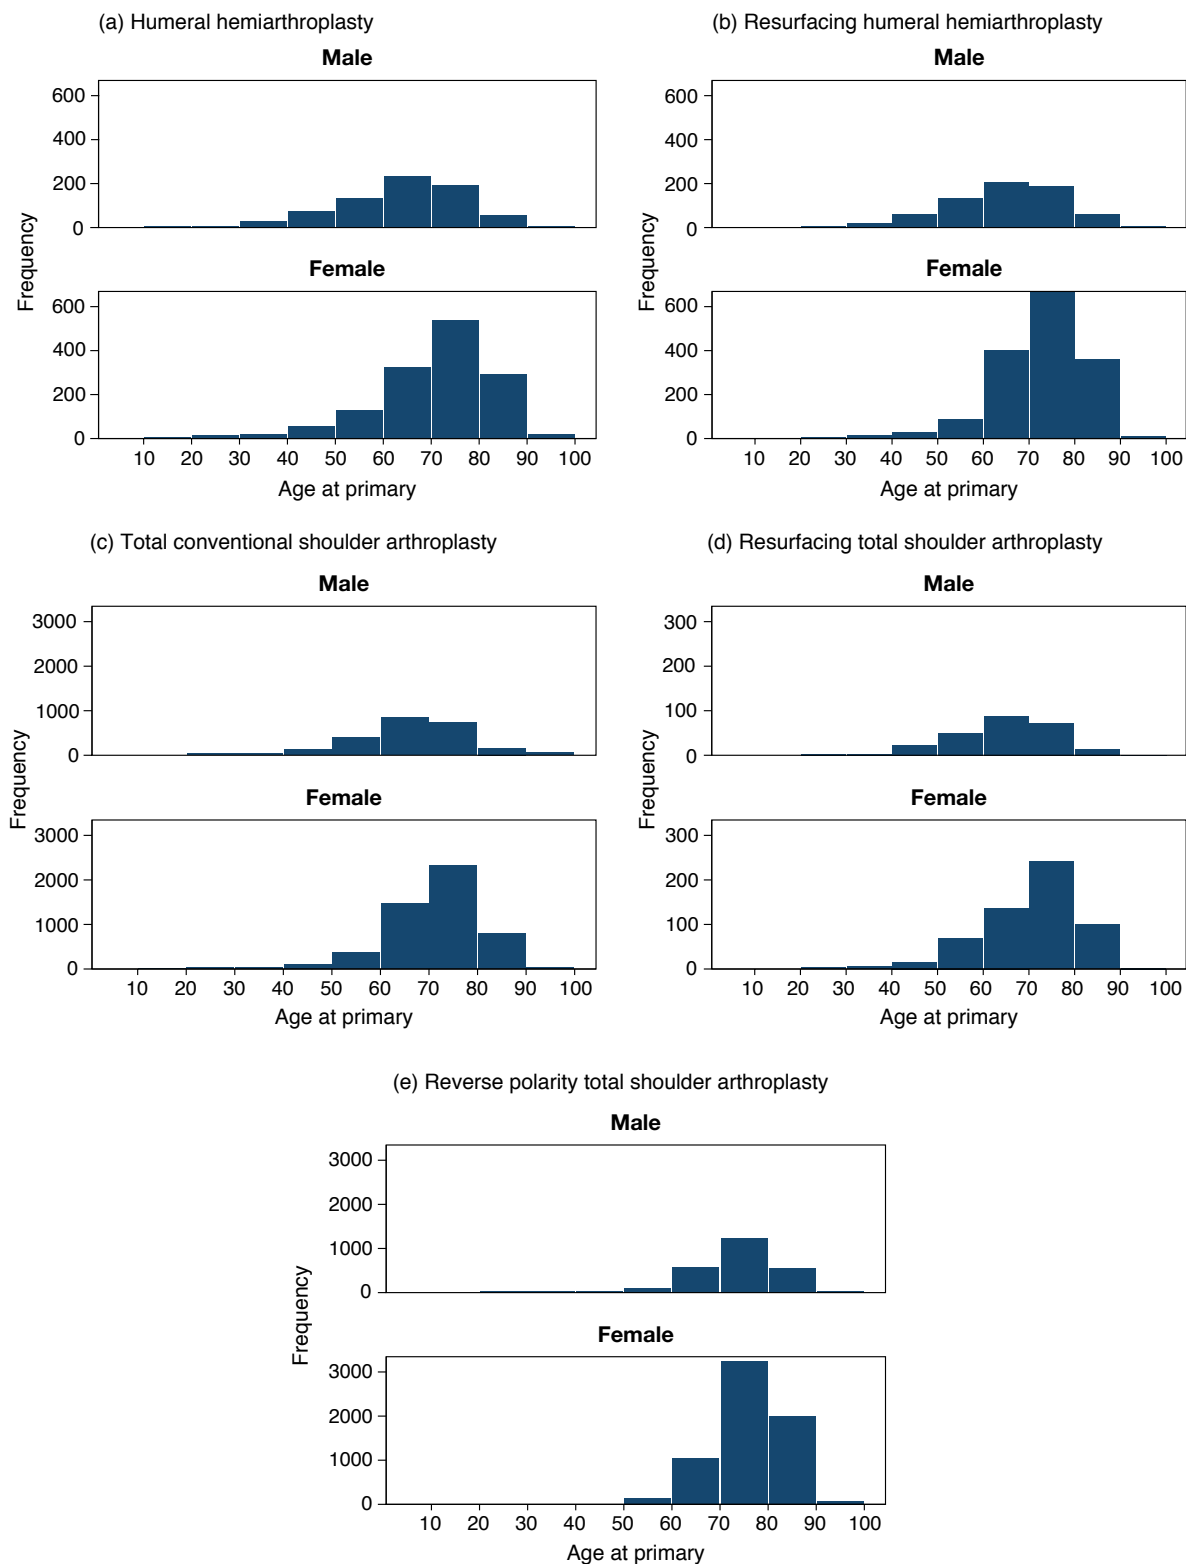 (a) Humeral hemiarthroplasty
Male
600
400
200
0
Female
600
400
200
0
10 20 30 40 50 60 70 80 90 100
Frequency
Age at primary
(b) Resurfacing humeral hemiarthroplasty
Male
600
400
200
0
Female
600
400
200
0
10 20 30 40 50 60 70 80 90 100
Frequency
Age at primary
(c) Total conventional shoulder arthroplasty
Male
3000
2000
1000
0
Female
3000
2000
1000
0
10 20 30 40 50 60 70 80 90 100
Frequency
Age at primary
(d) Resurfacing total shoulder arthroplasty
Male
300
200
100
0
Female
300
200
100
0
10 20 30 40 50 60 70 80 90 100
Frequency
Age at primary
(e) Reverse polarity total shoulder arthroplasty
Male
3000
2000
1000
0
Female
3000
2000
1000
0
10 20 30 40 50 60 70 80 90 100
Frequency
Age at primary